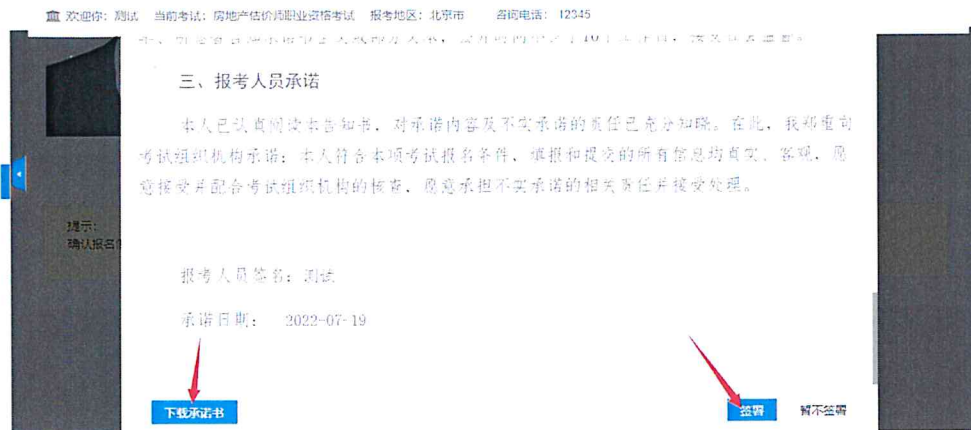 欢迎你：测试 当前考试：房地产估价师职业资格考试 报考地区：北京市 咨询电话：12345
三、报考人员承诺
本人已认真阅读本告知书，对承诺内容及不实承诺的责任已充分知晓。在此，我郑重向
考试组织机构承诺：本人符合本项考试报名条件，填报和提交的所有信息均真实、客观，愿
意接受并配合考试组织机构的核查，愿意承担不实承诺的相关责任并接受处理。
提示：
确认报名
报考人员签名：测试
承诺日期： 2022-07-19
下载承诺书 签署 暂不签署